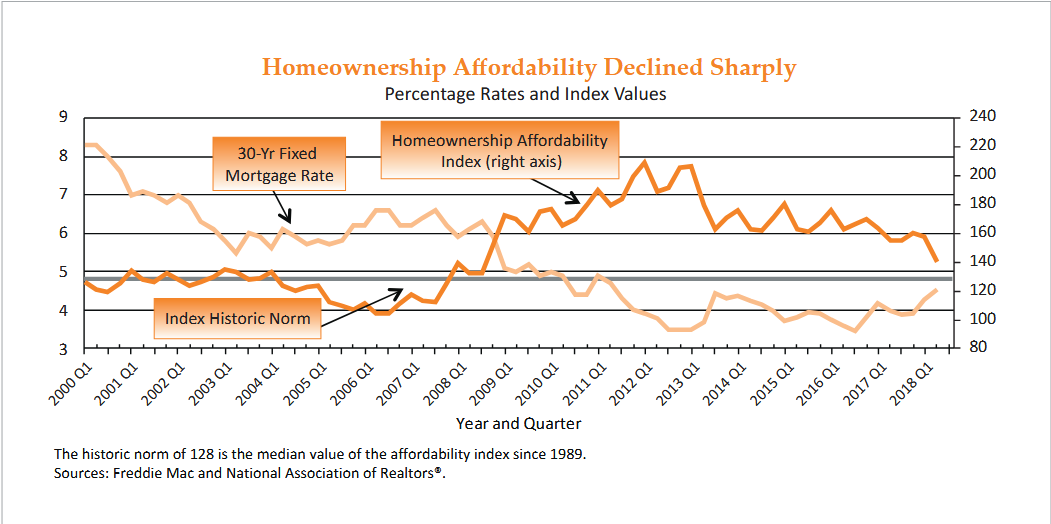 Homeownership Affordability Declined Sharply
Percentage Rates and Index Values
9
8
7
6
5
4
3
30-Yr Fixed
Mortgage Rate
Homeownership Affordability
Index (right axis)
Index Historic Norm
240
220
200
180
160
140
120
100
80
2000 Q1
2001 Q1
2002 Q1
2003 Q1
2004 Q1
2005 Q1
2006 Q1
2007 Q1
2008 Q1
2009 Q1
2010 Q1
2011 Q1
2012 Q1
2013 Q1
2014 Q1
2015 Q1
2016 Q1
2017 Q1
2018 Q1
Year and Quarter
The historic norm of 128 is the median value of the affordability index since 1989.
Sources: Freddie Mac and National Association of Realtors®.